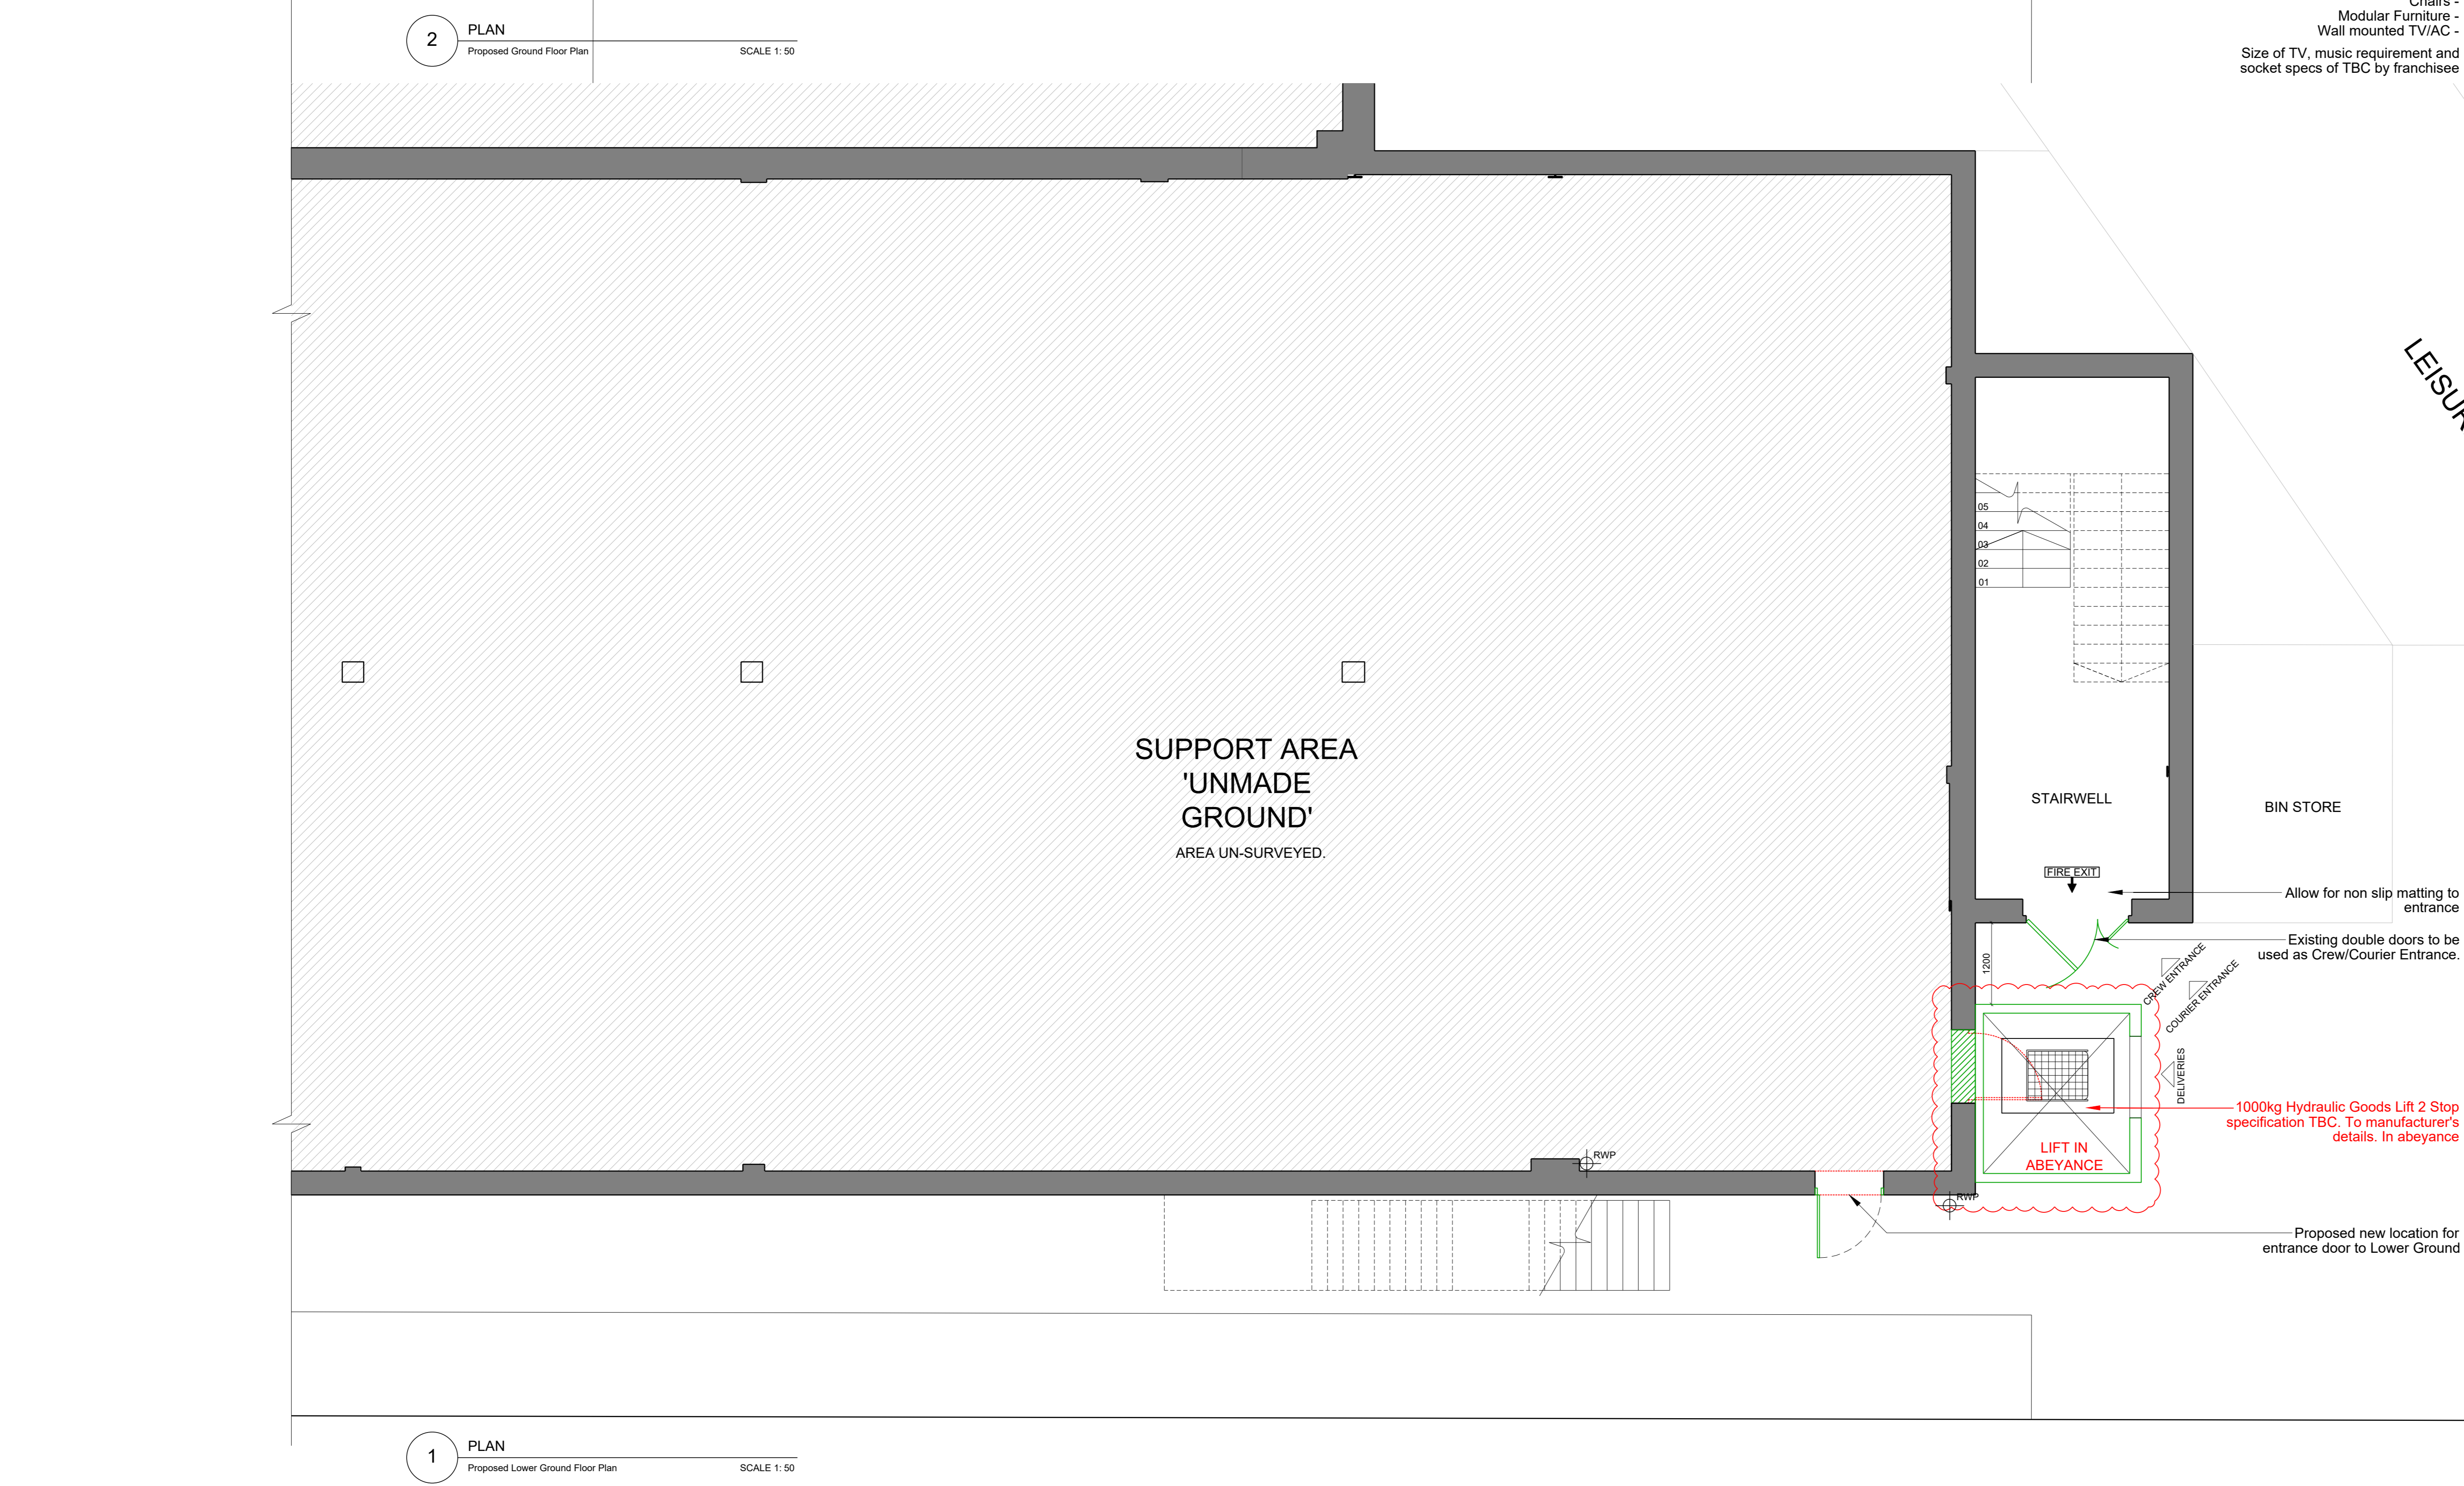 Chairs -
Modular Furniture -
Wall mounted TV/AC -
Size of TV, music requirement and
socket specs of TBC by franchisee
2
PLAN
Proposed Ground Floor Plan
SCALE 1: 50
05
04
03
02
01
SUPPORT AREA
'UNMADE
GROUND'
AREA UN-SURVEYED.
STAIRWELL
BIN STORE
FIRE EXIT
Allow for non slip matting to
entrance
Existing double doors to be
used as Crew/Courier Entrance.
1200
CREW ENTRANCE
COURIER ENTRANCE
DELIVERIES
1000kg Hydraulic Goods Lift 2 Stop
specification TBC. To manufacturer's
details. In abeyance
LIFT IN
ABEYANCE
RWP
RWP
Proposed new location for
entrance door to Lower Ground
1
PLAN
Proposed Lower Ground Floor Plan
SCALE 1: 50